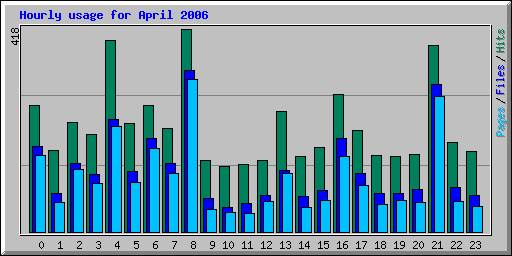 Hourly usage for April 2006
418
Pages / Files / Hits
0 1 2 3 4 5 6 7 8 9 10 11 12 13 14 15 16 17 18 19 20 21 22 23